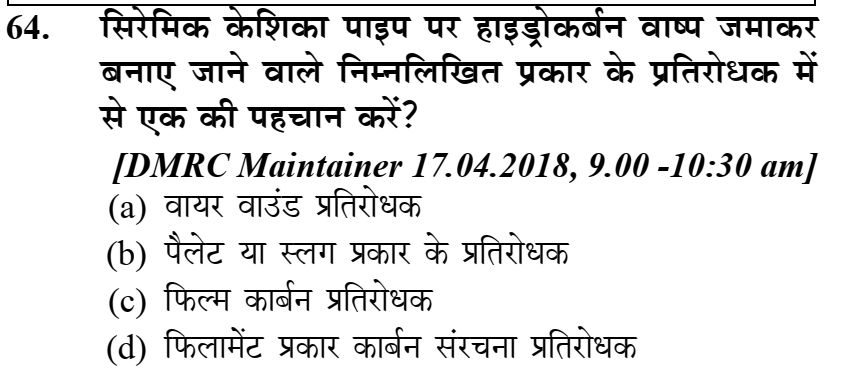 64. सिरेमिक केशिका पाइप पर हाइड्रोकर्बन वाष्प जमाकर
बनाए जाने वाले निम्नलिखित प्रकार के प्रतिरोधक में
से एक की पहचान करें?
[DMRC Maintainer 17.04.2018, 9.00 -10:30 am]
(a) वायर वाउंड प्रतिरोधक
(b) पैलेट या स्लग प्रकार के प्रतिरोधक
(c) फिल्म कार्बन प्रतिरोधक
(d) फिलामेंट प्रकार कार्बन संरचना प्रतिरोधक